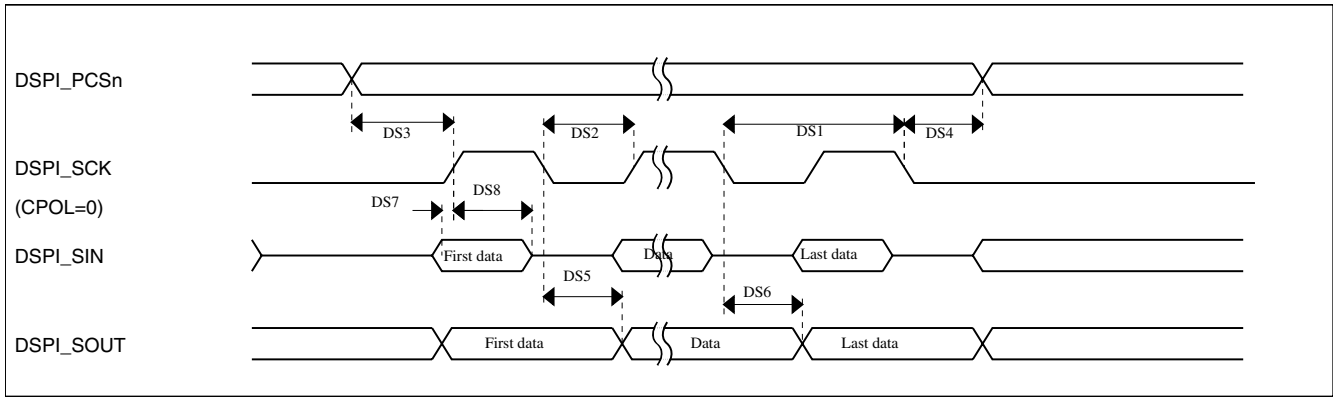 DSPI_PCSn
DS3
DS2
DS1
DS4
DSPI_SCK
(CPOL=0)
DS7
DS8
DSPI_SIN
First data
Data
Last data
DS5
DS6
DSPI_SOUT
First data
Data
Last data